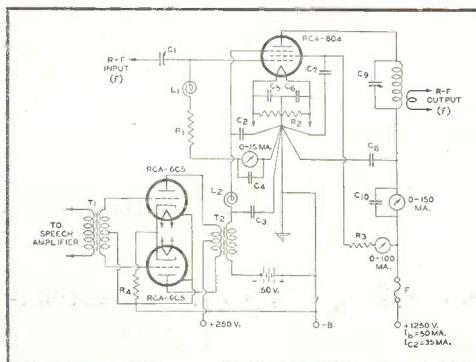 RCA-804
C1
R-F
INPUT
(f)
L1
R1
C5
C6
C7
R2
C2
0-15 MA.
C4
C9
R-F
OUTPUT
(f)
C8
C10
0-150
MA.
RCA-6C5
L2
T1
T2
C3
TO
SPEECH
AMPLIFIER
R3
0-100
MA.
RCA-6C5
R4
50 V.
F
+250 V.
-B
+1250 V.
Ib=50 MA.
IC2=35 MA.